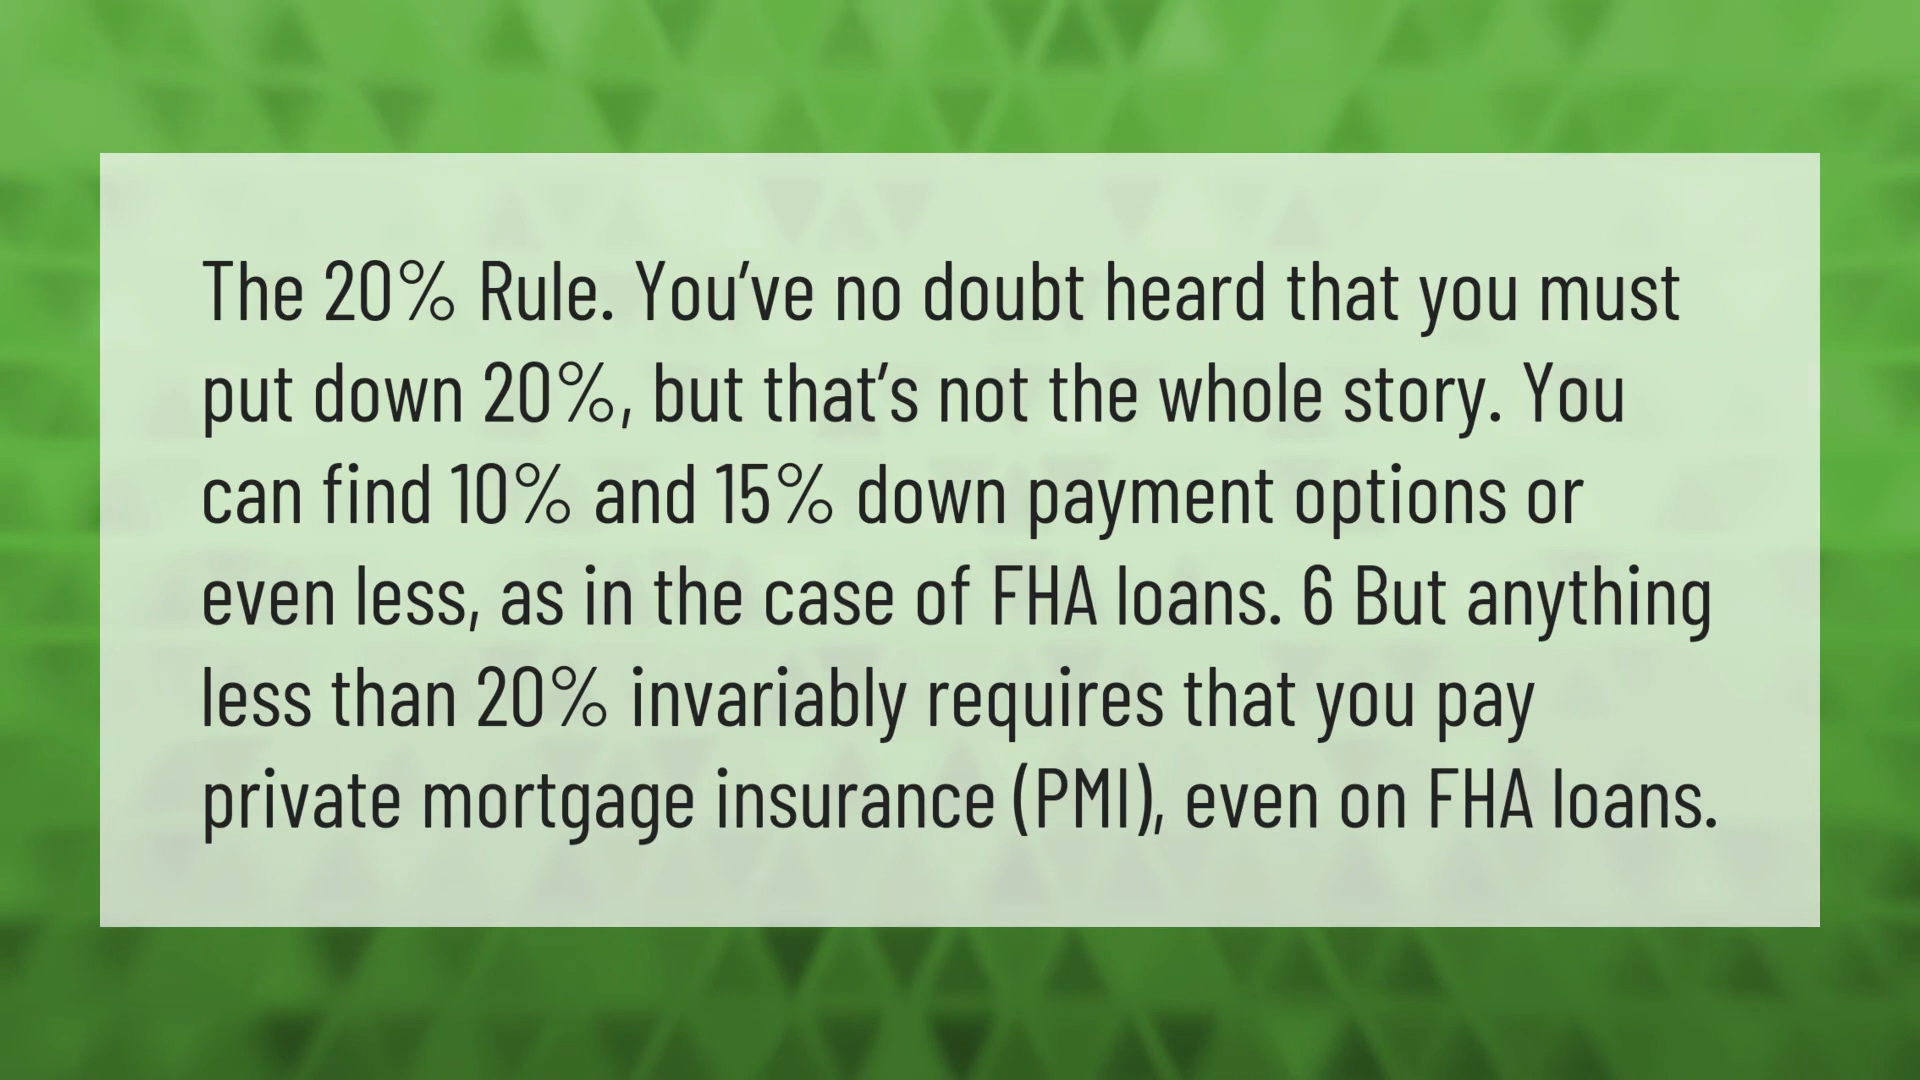 The 20% Rule. You’ve no doubt heard that you must
put down 20%, but that’s not the whole story. You
can find 10% and 15% down payment options or
even less, as in the case of FHA loans. 6 But anything
less than 20% invariably requires that you pay
private mortgage insurance (PMI), even on FHA loans.